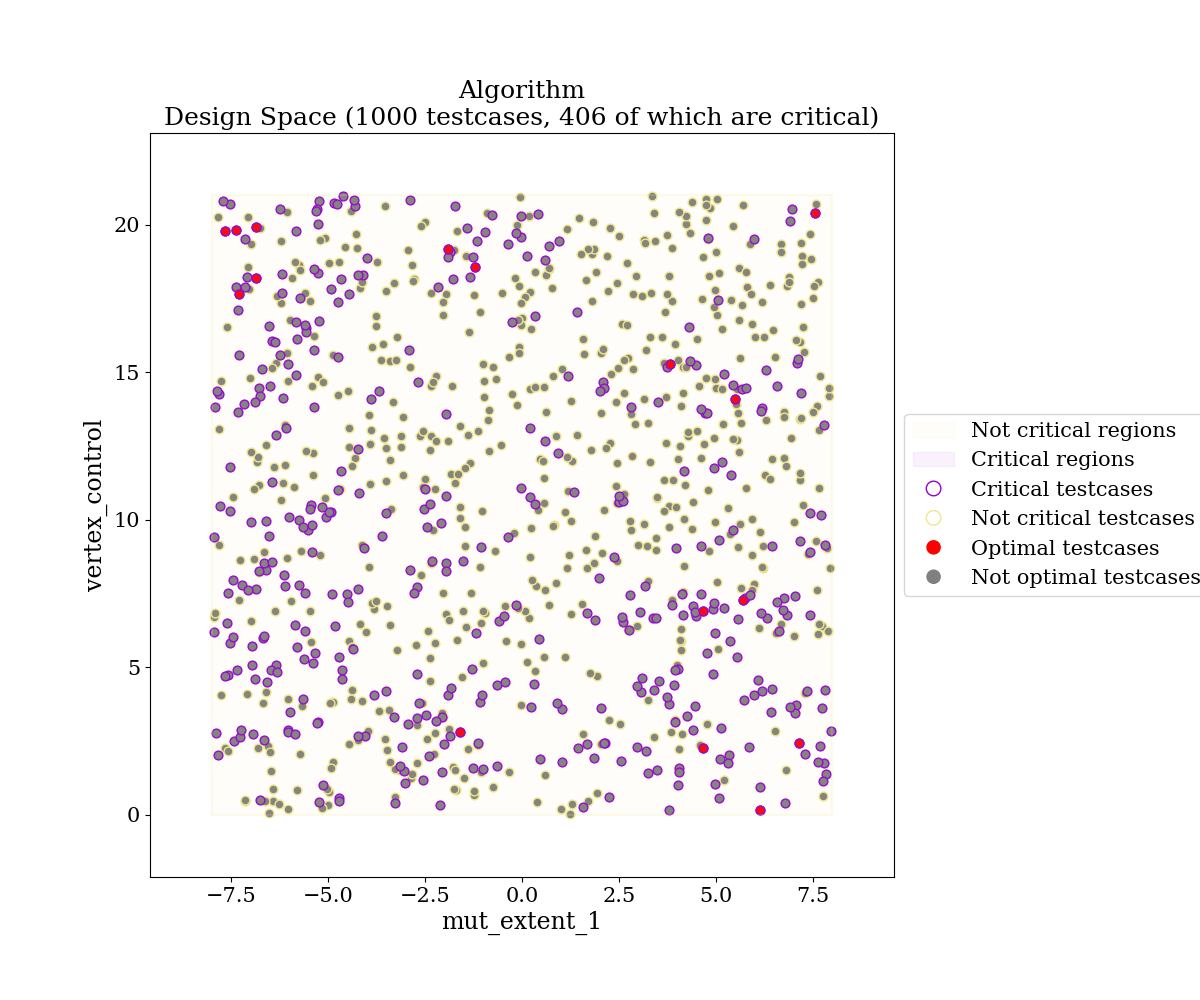 Algorithm
Design Space (1000 testcases, 406 of which are critical)
20
15
10
5
0
vertex_control
−7.5 −5.0 −2.5 0.0 2.5 5.0 7.5
mut_extent_1
Not critical regions
Critical regions
Critical testcases
Not critical testcases
Optimal testcases
Not optimal testcases